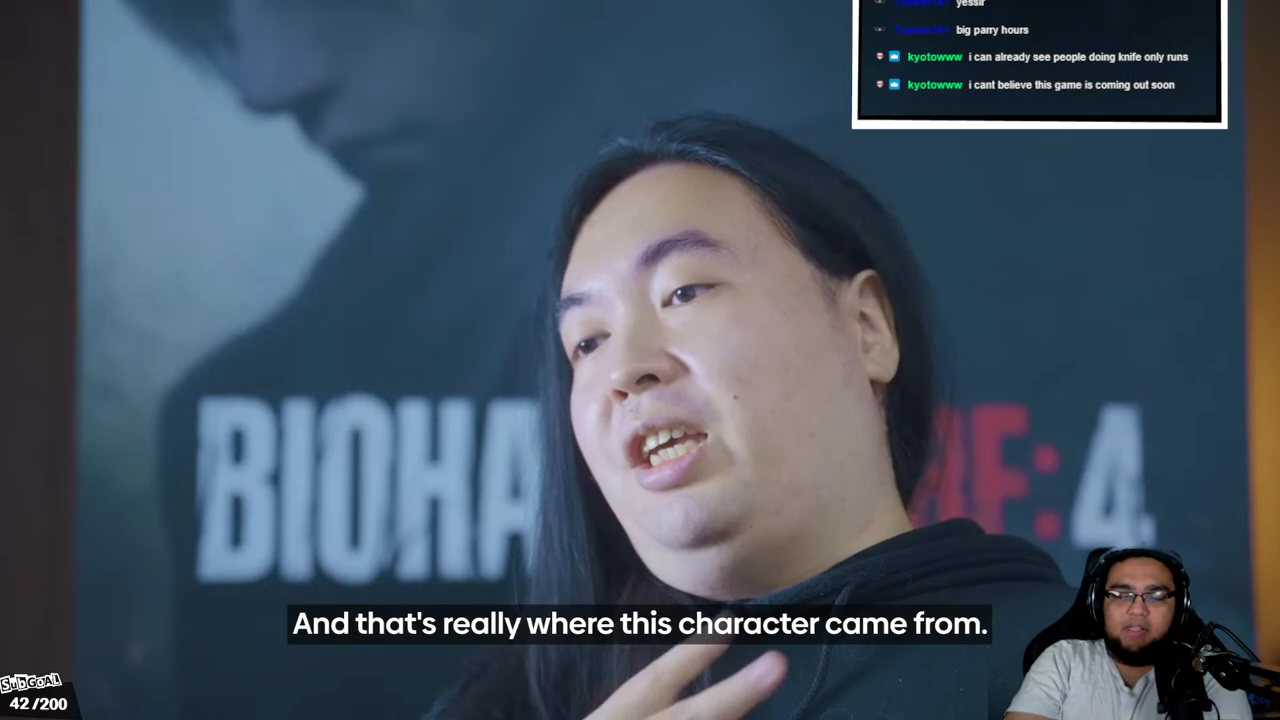 yessir
big parry hours
kyotowww i can already see people doing knife only runs
kyotowww i cant believe this game is coming out soon
BIOHA
E:4
And that's really where this character came from.
SubGOAL
42 /200